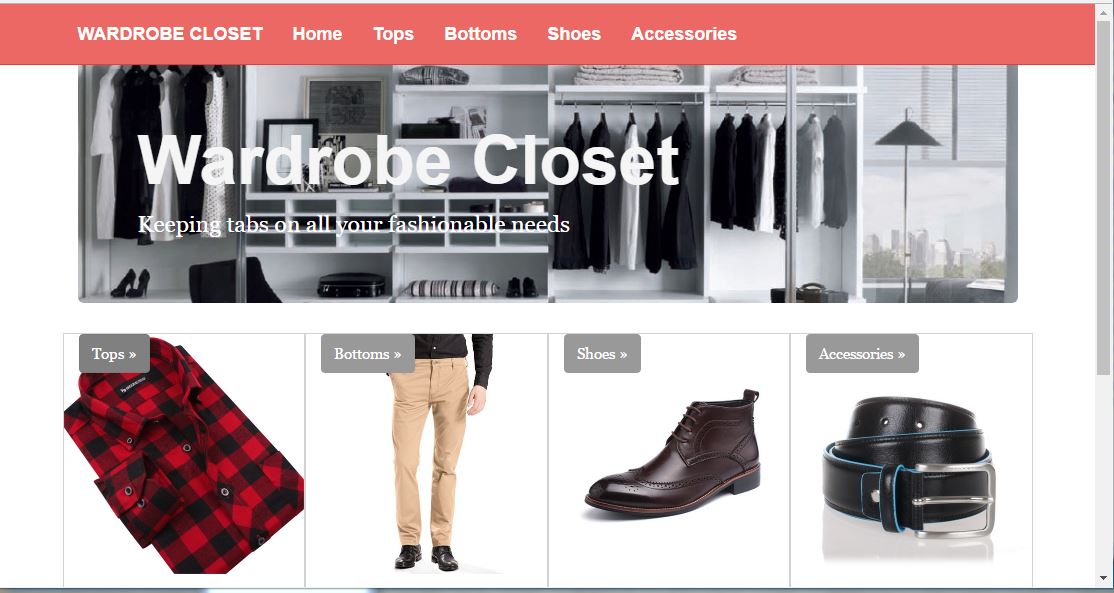 WARDROBE CLOSET Home Tops Bottoms Shoes Accessories
Wardrobe Closet
Keeping tabs on all your fashionable needs
Tops » Bottoms » Shoes » Accessories »